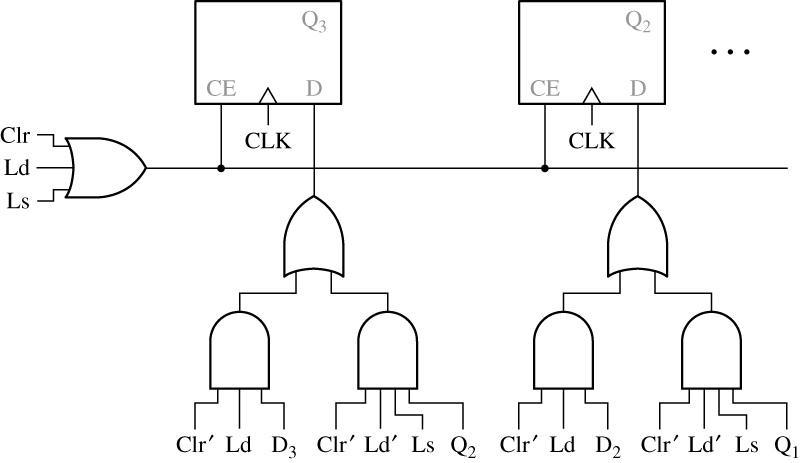 Q₃ Q₂
CE D CE D
CLK CLK
Clr
Ld
Ls
Clr′ Ld D₃ Clr′ Ld′ Ls Q₂ Clr′ Ld D₂ Clr′ Ld′ Ls Q₁